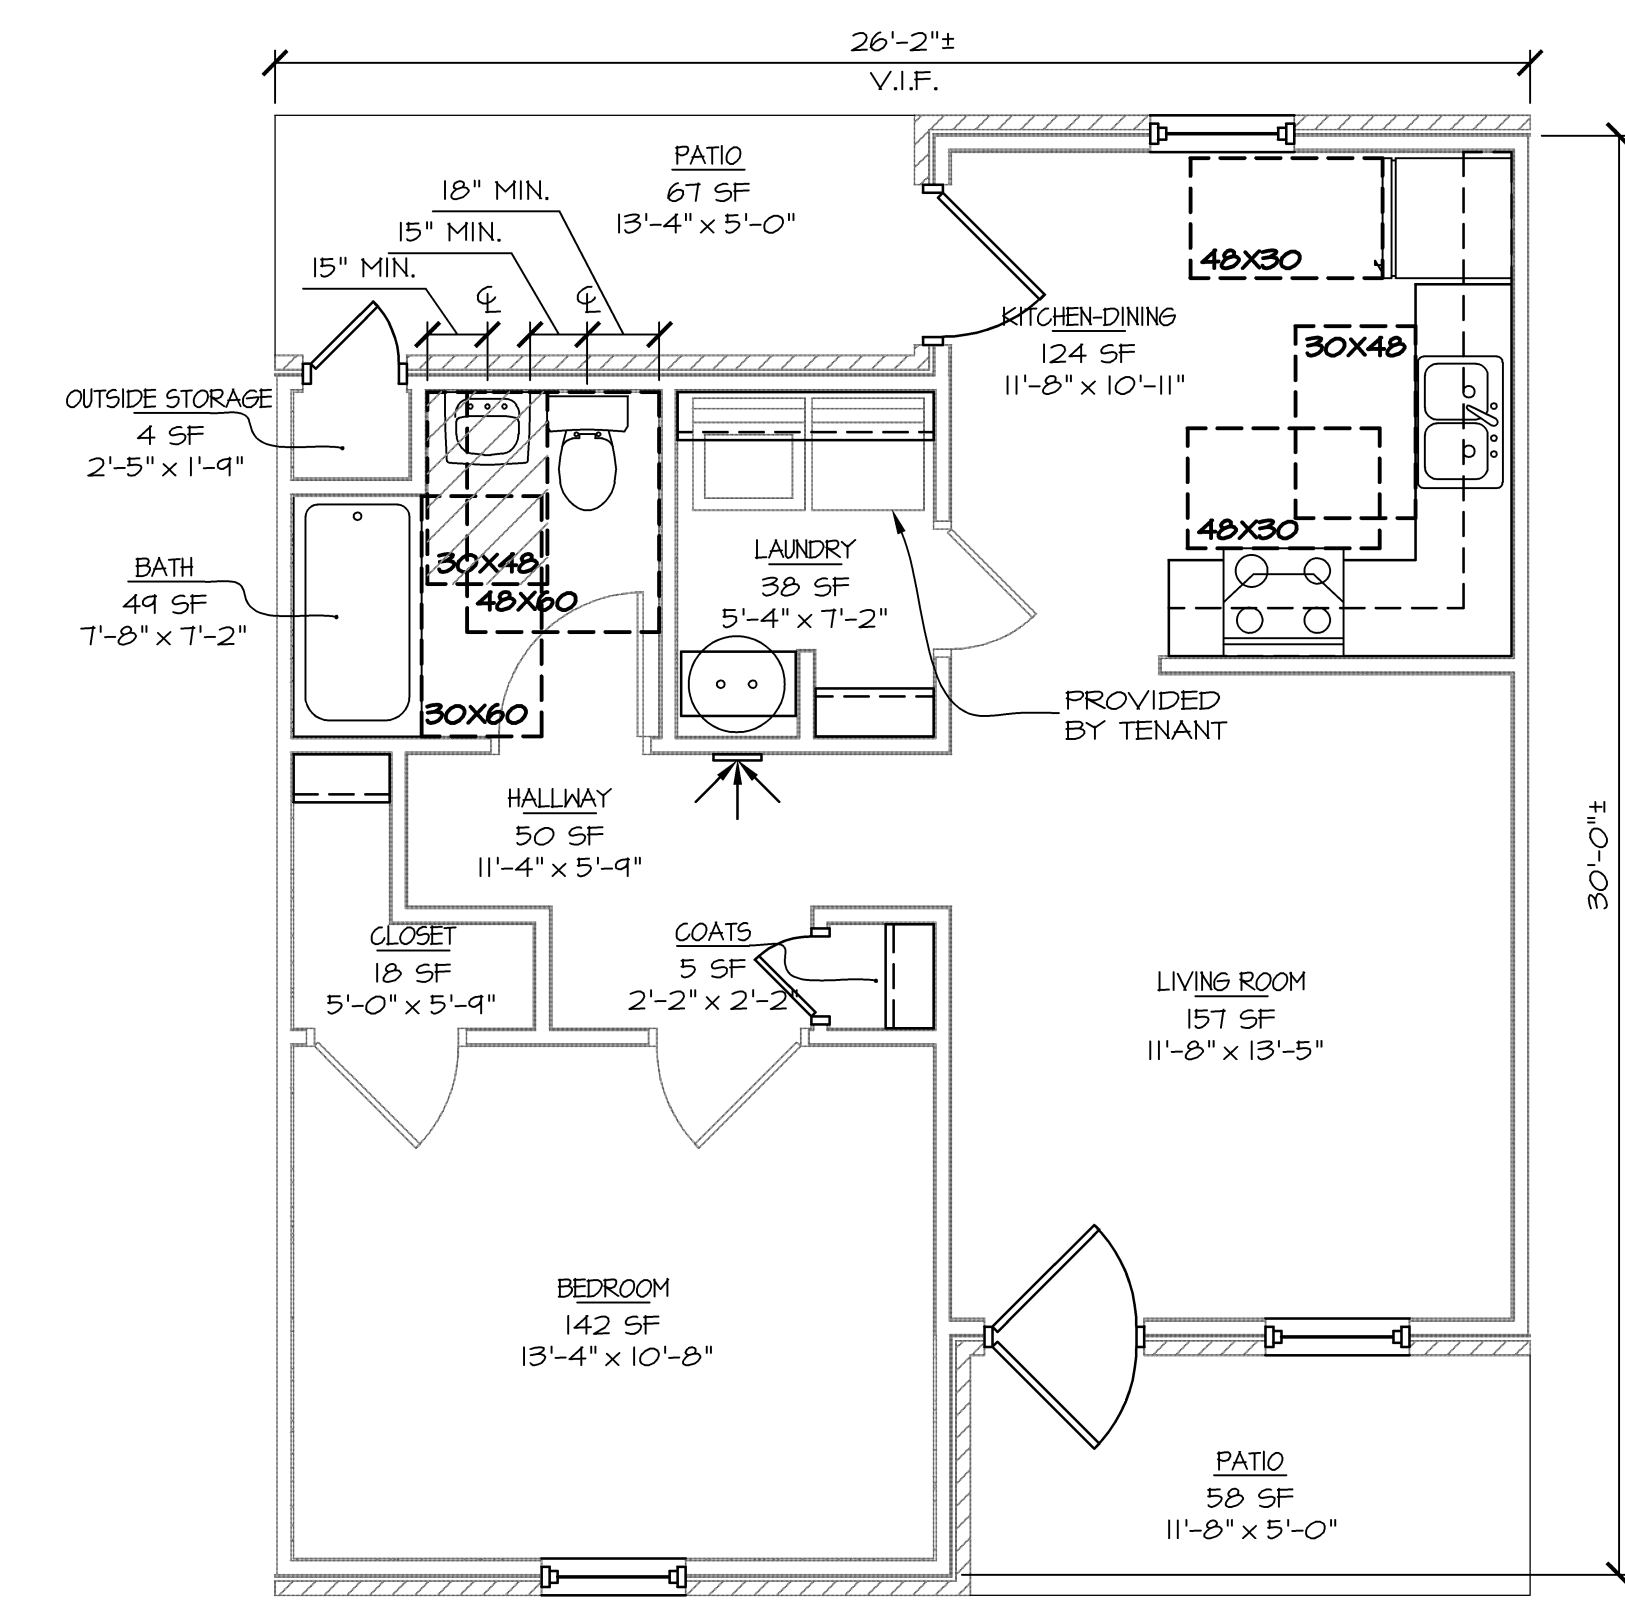 26'-2"±
V.I.F.
PATIO
67 SF
13'-4" x 5'-0"
18" MIN.
15" MIN.
15" MIN.
℄ ℄
48X30
KITCHEN-DINING
124 SF
11'-8" x 10'-11"
30X48
OUTSIDE STORAGE
4 SF
2'-5" x 1'-9"
48X30
BATH
49 SF
7'-8" x 7'-2"
30X48
48X60
30X60
LAUNDRY
38 SF
5'-4" x 7'-2"
PROVIDED
BY TENANT
HALLWAY
50 SF
11'-4" x 5'-9"
30'-0"±
CLOSET
18 SF
5'-0" x 5'-9"
COATS
5 SF
2'-2" x 2'-2"
LIVING ROOM
157 SF
11'-8" x 13'-5"
BEDROOM
142 SF
13'-4" x 10'-8"
PATIO
58 SF
11'-8" x 5'-0"